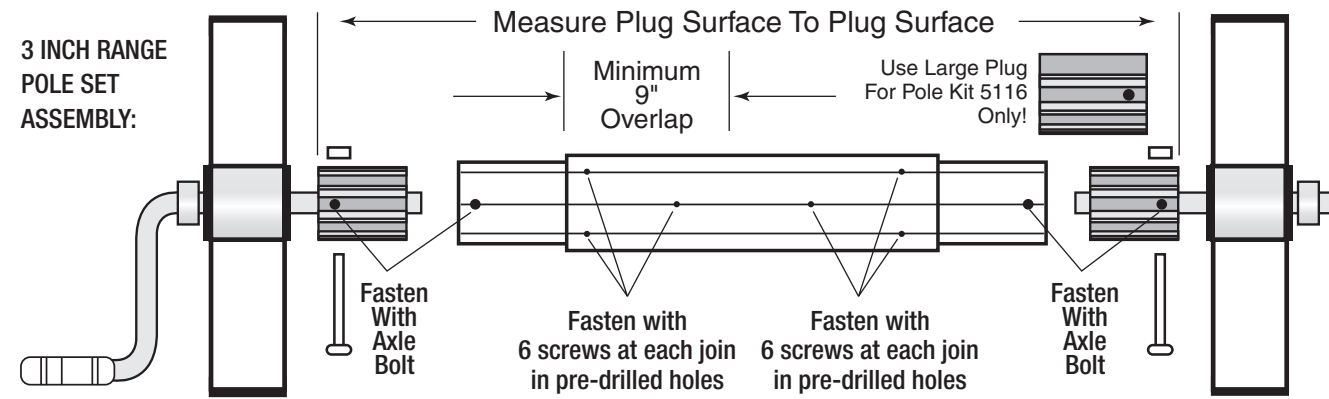 3 INCH RANGE
POLE SET
ASSEMBLY:
Measure Plug Surface To Plug Surface
Minimum
9"
Overlap
Use Large Plug
For Pole Kit 5116
Only!
Fasten
With
Axle
Bolt
Fasten with
6 screws at each join
in pre-drilled holes
Fasten with
6 screws at each join
in pre-drilled holes
Fasten
With
Axle
Bolt